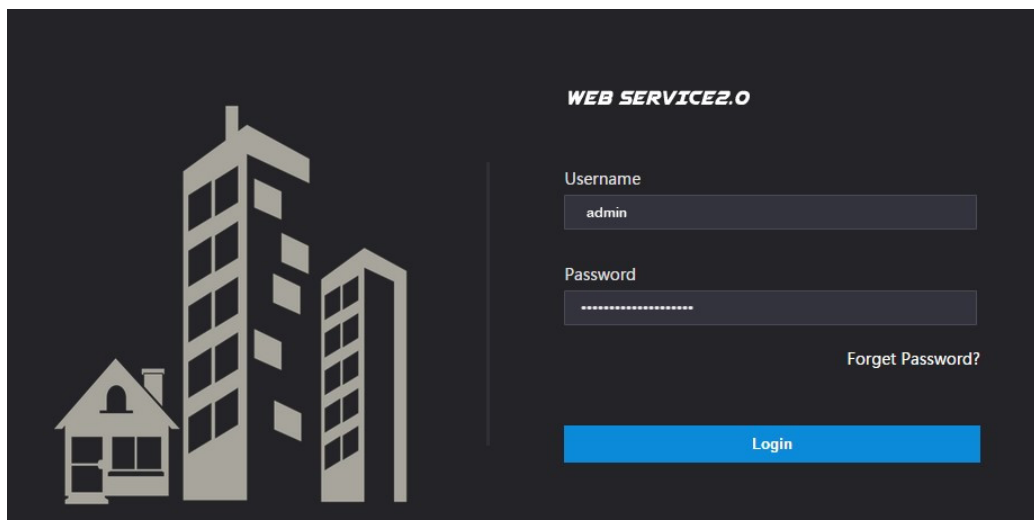 WEB SERVICE2.0
Username
admin
Password
••••••••••••••••••••
Forget Password?
Login